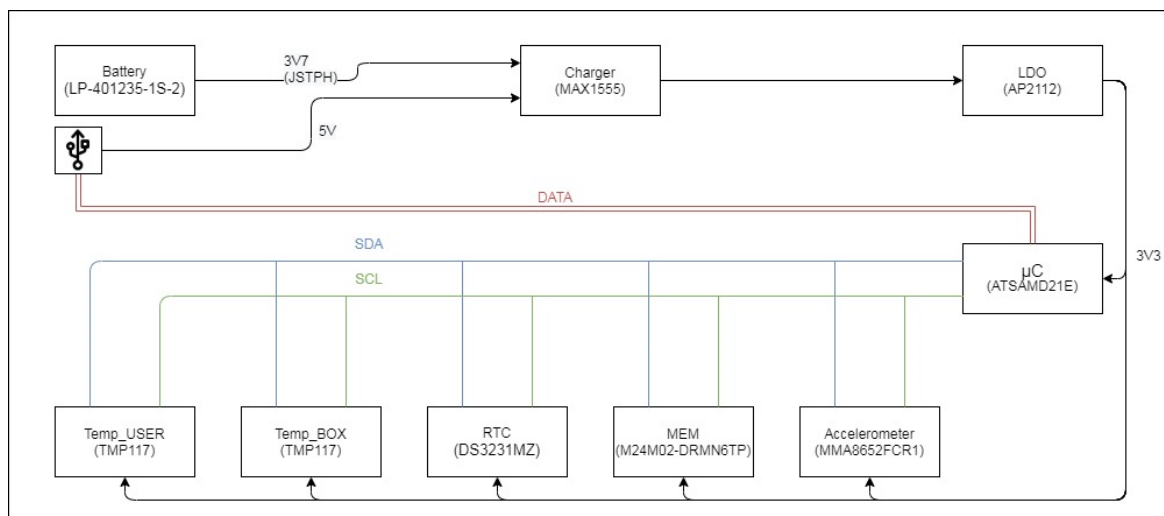 Battery
(LP-401235-1S-2)
3V7
(JSTPH)
Charger
(MAX1555)
LDO
(AP2112)
5V
DATA
SDA
SCL
µC
(ATSAMD21E)
3V3
Temp_USER
(TMP117)
Temp_BOX
(TMP117)
RTC
(DS3231MZ)
MEM
(M24M02-DRMN6TP)
Accelerometer
(MMA8652FCR1)